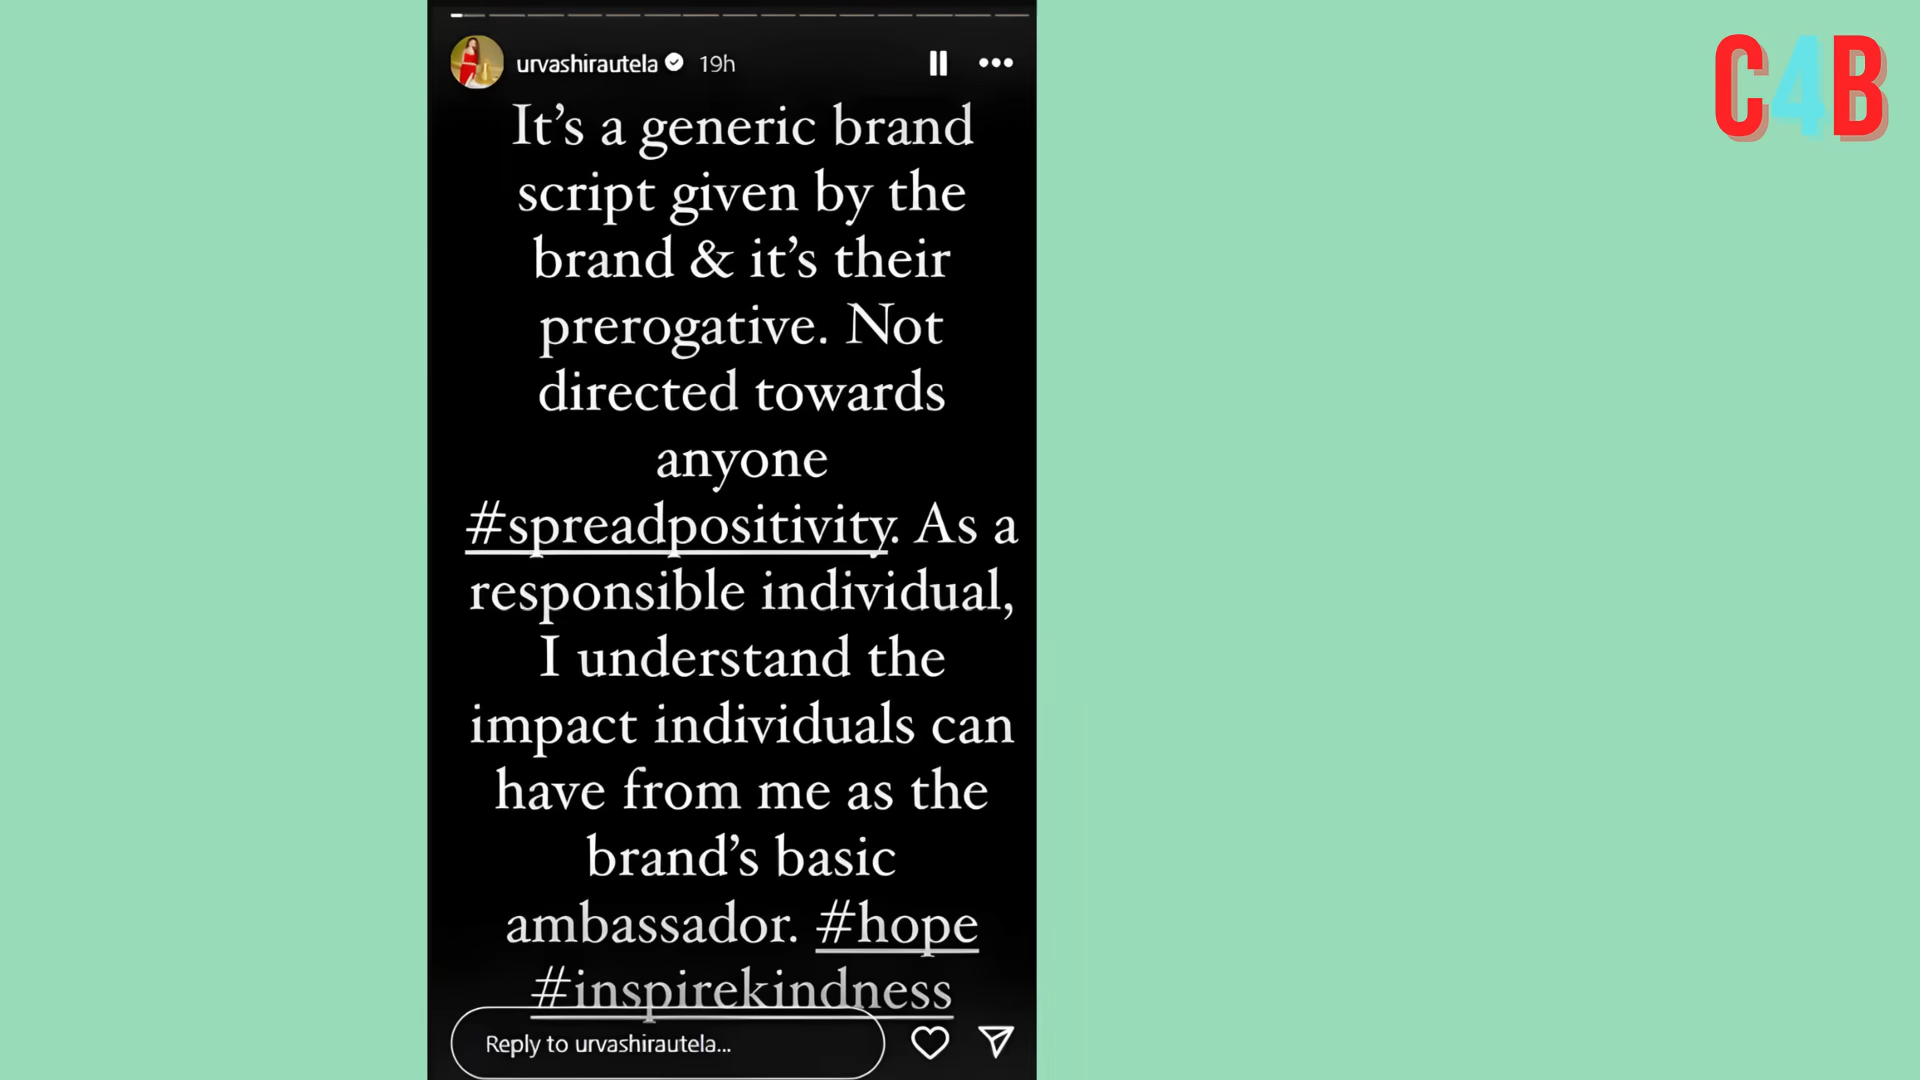 urvashirautela 19h
C4B
It's a generic brand
script given by the
brand & it's their
prerogative. Not
directed towards
anyone
#spreadpositivity. As a
responsible individual,
I understand the
impact individuals can
have from me as the
brand's basic
ambassador. #hope
#inspirekindness
Reply to urvashirautela...